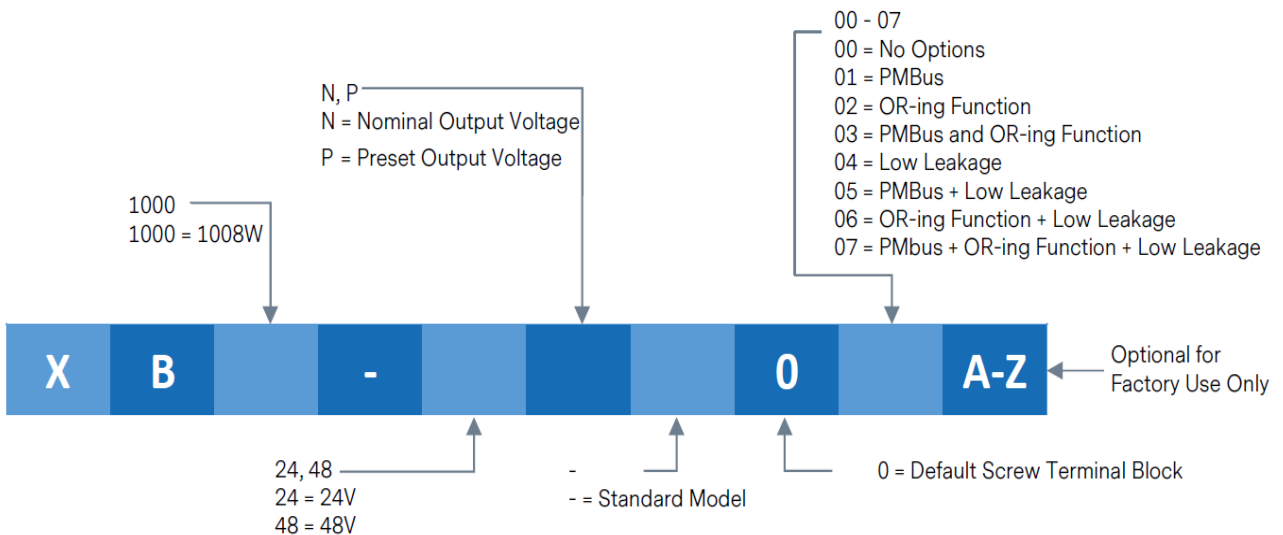 00 - 07
00 = No Options
01 = PMBus
02 = OR-ing Function
03 = PMBus and OR-ing Function
04 = Low Leakage
05 = PMBus + Low Leakage
06 = OR-ing Function + Low Leakage
07 = PMbus + OR-ing Function + Low Leakage
N, P
N = Nominal Output Voltage
P = Preset Output Voltage
1000
1000 = 1008W
X B - 0 A-Z
Optional for
Factory Use Only
24, 48
24 = 24V
48 = 48V
-
- = Standard Model
0 = Default Screw Terminal Block